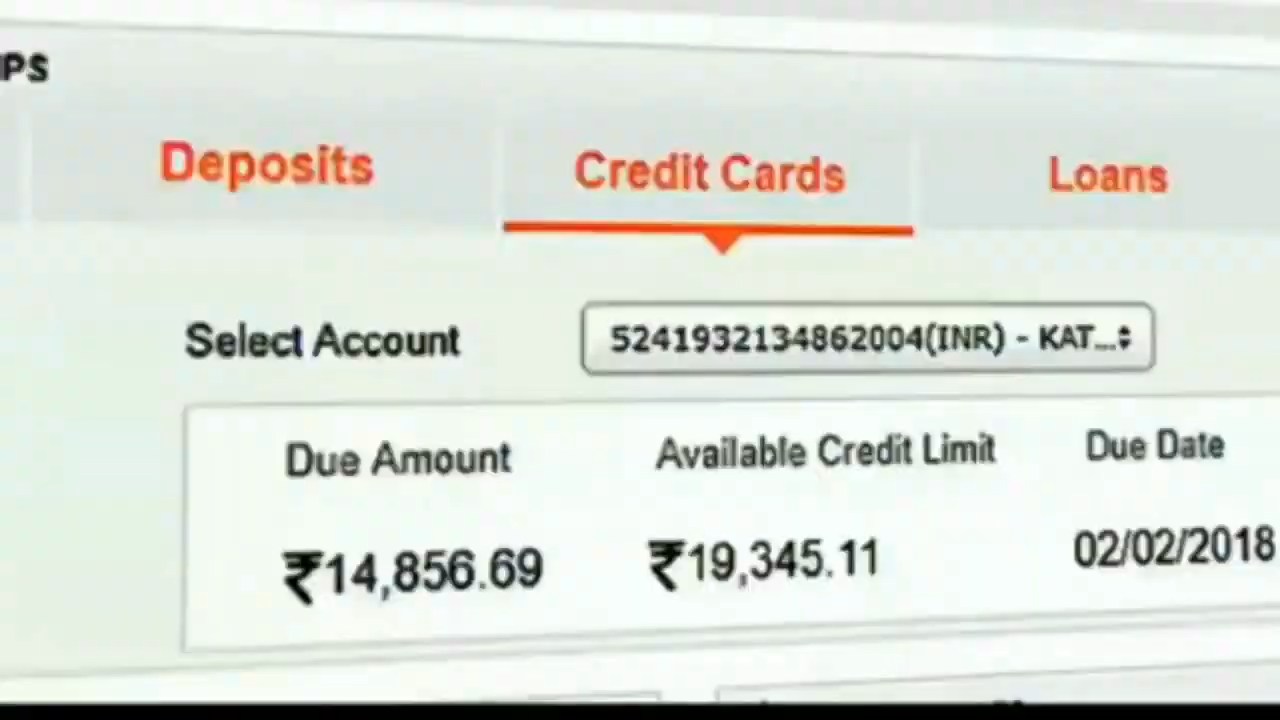 PS
Deposits Credit Cards Loans
Select Account 5241932134862004(INR) - KAT...
Due Amount Available Credit Limit Due Date
₹14,856.69 ₹19,345.11 02/02/2018